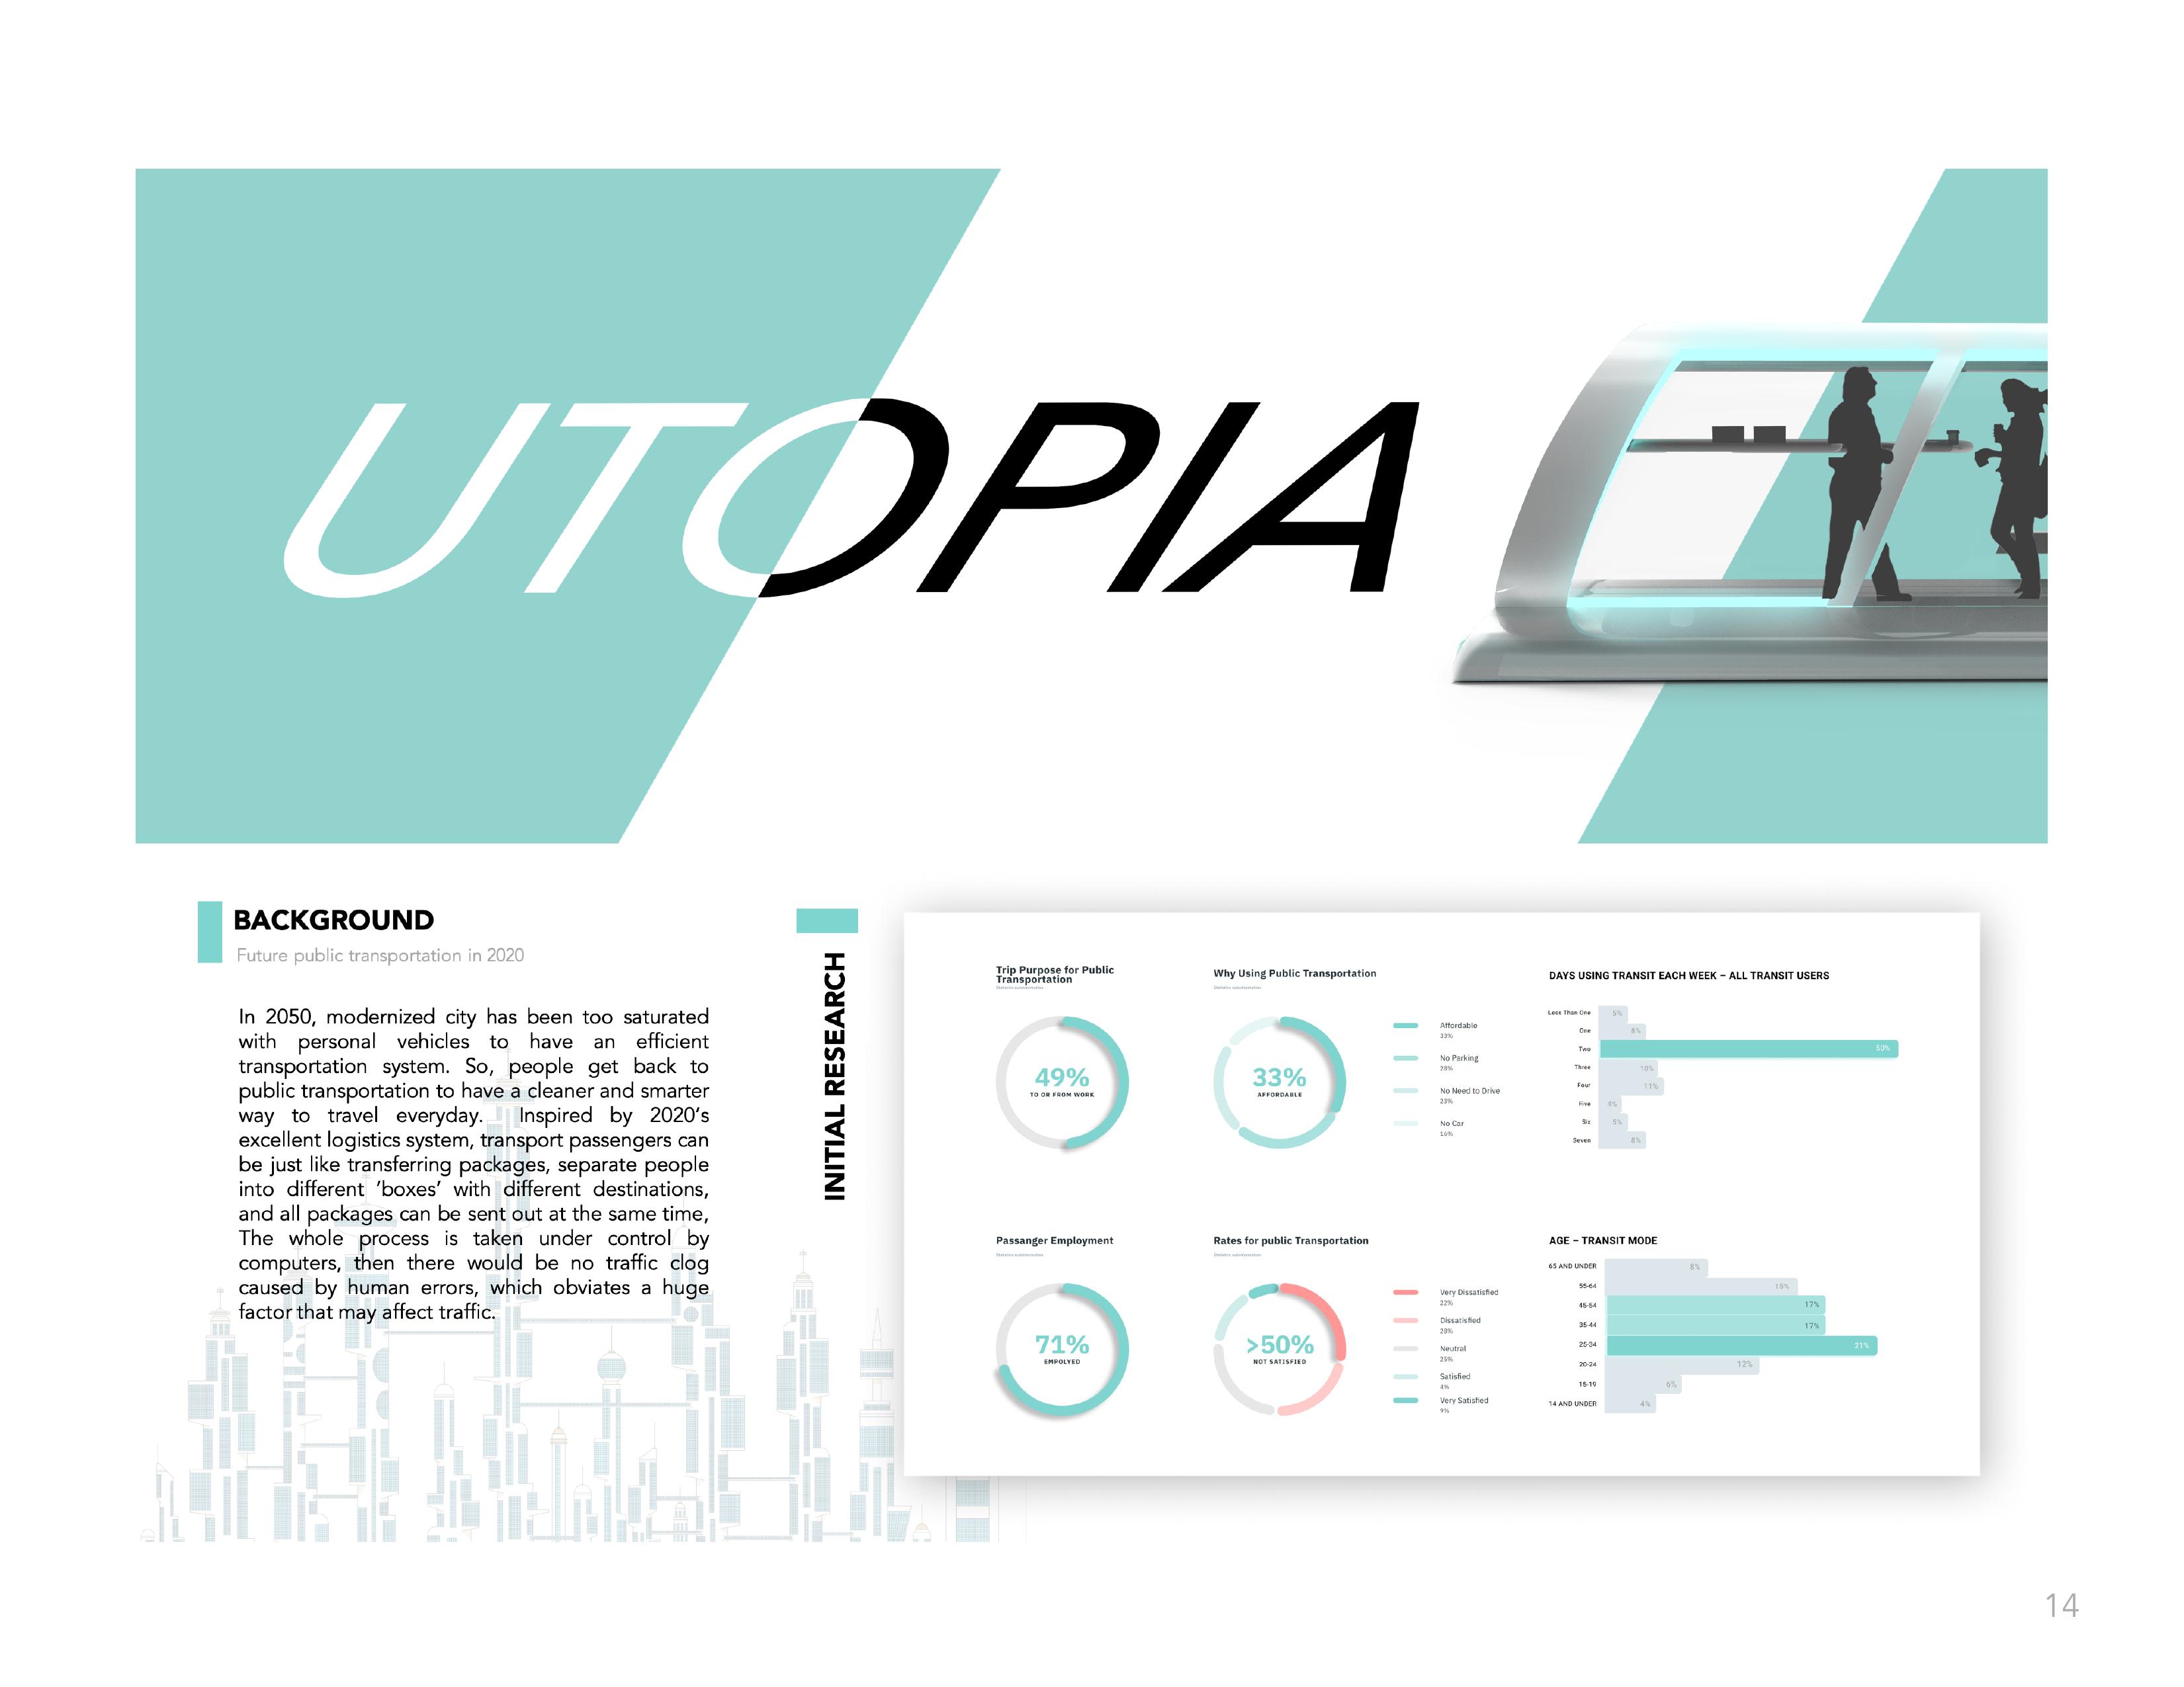 UTOPIA
BACKGROUND
Future public transportation in 2020
In 2050, modernized city has been too saturated
with personal vehicles to have an efficient
transportation system. So, people get back to
public transportation to have a cleaner and smarter
way to travel everyday. Inspired by 2020's
excellent logistics system, transport passengers can
be just like transferring packages, separate people
into different 'boxes' with different destinations,
and all packages can be sent out at the same time,
The whole process is taken under control by
computers, then there would be no traffic clog
caused by human errors, which obviates a huge
factor that may affect traffic.
INITIAL RESEARCH
Trip Purpose for Public
Transportation
49%
TO OR FROM WORK
Why Using Public Transportation
33%
AFFORDABLE
Affordable
33%
No Parking
28%
No Need to Drive
23%
No Car
16%
DAYS USING TRANSIT EACH WEEK – ALL TRANSIT USERS
Less Than One 5%
One 8%
Two 50%
Three 10%
Four 11%
Five 4%
Six 5%
Seven 8%
Passanger Employment
71%
EMPOLYED
Rates for public Transportation
>50%
NOT SATISFIED
Very Dissatisfied
22%
Dissatisfied
28%
Neutral
25%
Satisfied
4%
Very Satisfied
9%
AGE – TRANSIT MODE
65 AND UNDER 8%
55-64 15%
45-54 17%
35-44 17%
25-34 21%
20-24 12%
15-19 6%
14 AND UNDER 4%
14